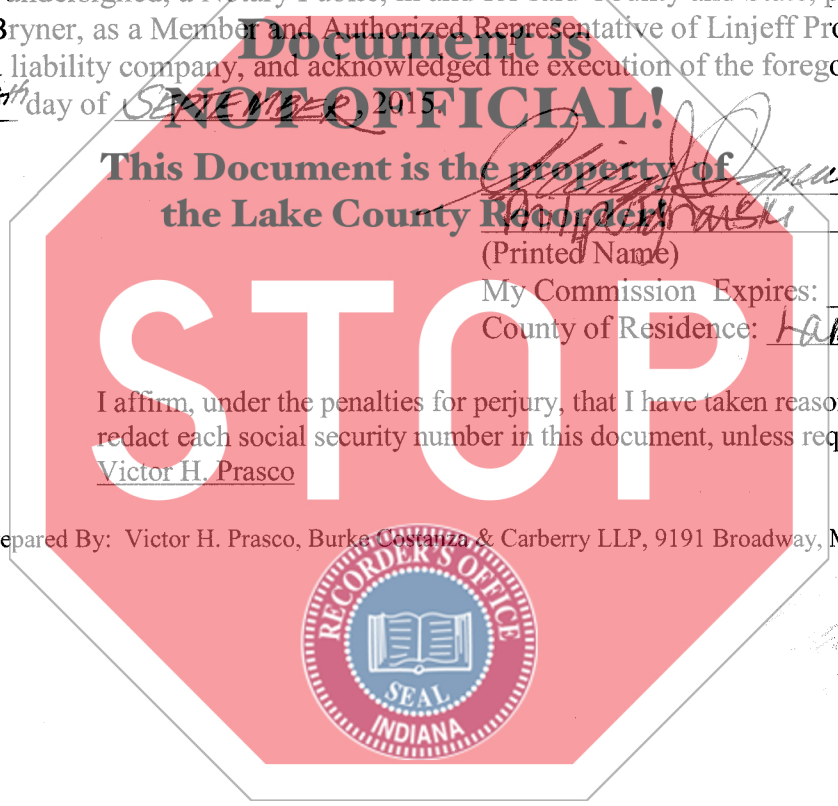 undersigned, a Notary Public, in and for said County and State, p
Bryner, as a Member and Authorized Representative of Linjeff Pro
liability company, and acknowledged the execution of the forego
th day of SEPTEMBER, 2015.
Document is
NOT OFFICIAL!
This Document is the property of
the Lake County Recorder!
(Printed Name)
My Commission Expires:
County of Residence:
STOP
I affirm, under the penalties for perjury, that I have taken reaso
redact each social security number in this document, unless req
Victor H. Prasco
epared By: Victor H. Prasco, Burke Costanza & Carberry LLP, 9191 Broadway, M
RECORDER'S OFFICE
SEAL
INDIANA